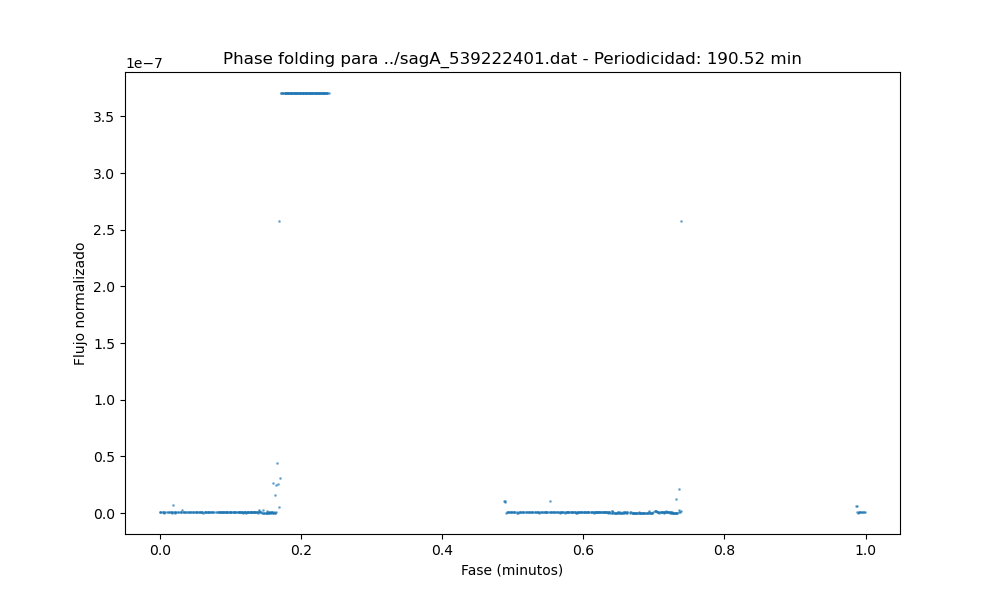 Phase folding para ../sagA_539222401.dat - Periodicidad: 190.52 min
1e−7
3.5
3.0
2.5
2.0
1.5
1.0
0.5
0.0
Flujo normalizado
0.0 0.2 0.4 0.6 0.8 1.0
Fase (minutos)